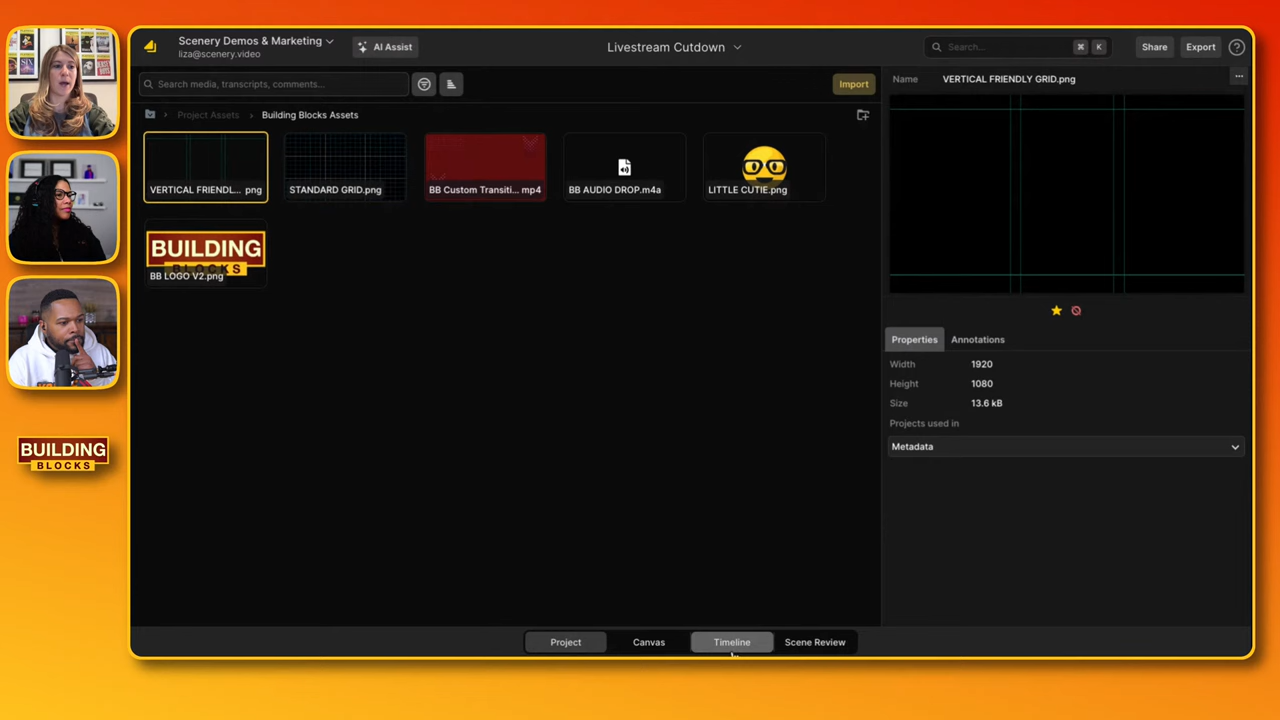 Scenery Demos & Marketing
liza@scenery.video
AI Assist
Livestream Cutdown
Search...
⌘ K
Share
Export
?
Search media, transcripts, comments...
Import
Name VERTICAL FRIENDLY GRID.png
...
Project Assets > Building Blocks Assets
VERTICAL FRIENDL... png
STANDARD GRID.png
BB Custom Transiti... mp4
BB AUDIO DROP.m4a
LITTLE CUTIE.png
BUILDING
BLOCKS
BB LOGO V2.png
Properties
Annotations
Width 1920
Height 1080
Size 13.6 kB
Projects used in
Metadata
BUILDING
BLOCKS
Project
Canvas
Timeline
Scene Review